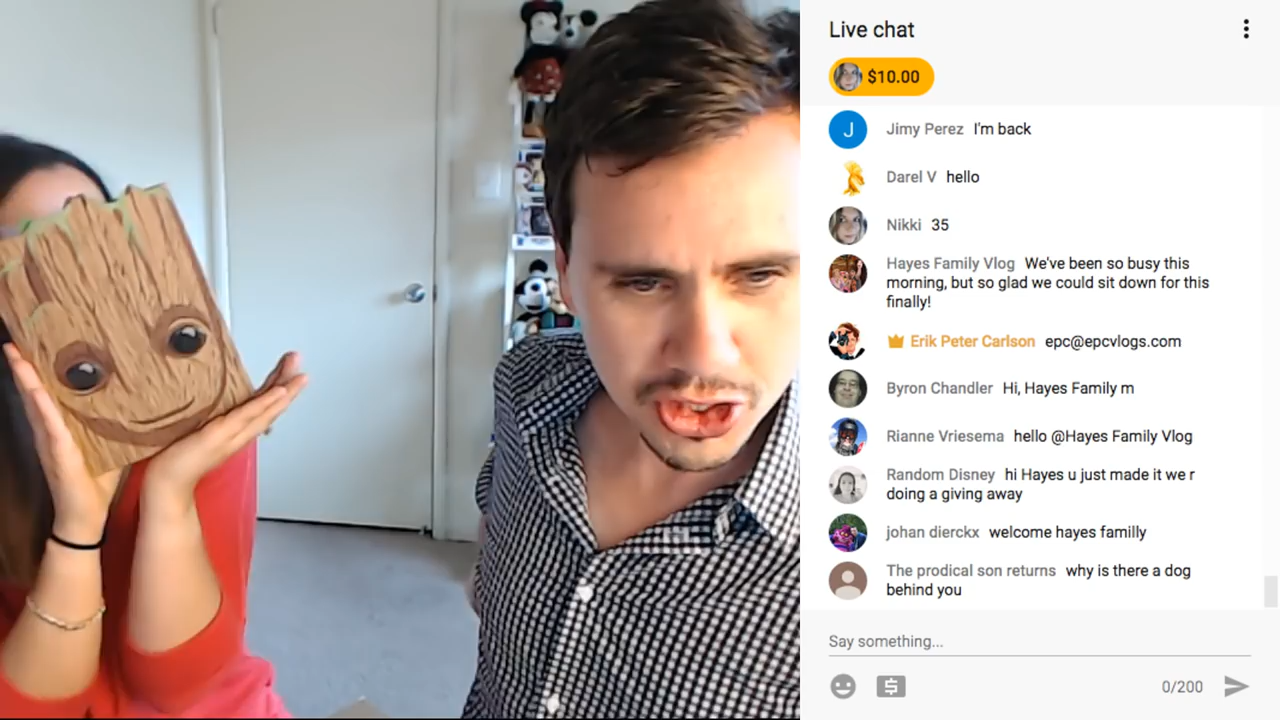 Live chat
$10.00
J Jimy Perez I'm back
Darel V hello
Nikki 35
Hayes Family Vlog We've been so busy this
morning, but so glad we could sit down for this
finally!
Erik Peter Carlson epc@epcvlogs.com
Byron Chandler Hi, Hayes Family m
Rianne Vriesema hello @Hayes Family Vlog
Random Disney hi Hayes u just made it we r
doing a giving away
johan dierckx welcome hayes familly
The prodical son returns why is there a dog
behind you
Say something...
0/200